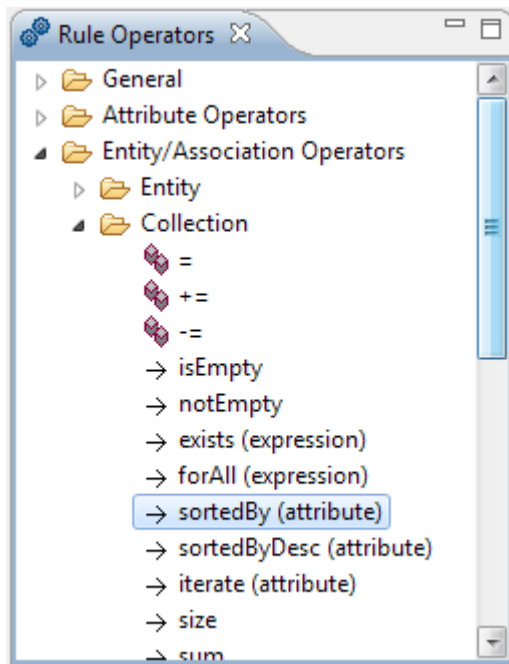 Rule Operators
General
Attribute Operators
Entity/Association Operators
Entity
Collection
=
+=
-=
isEmpty
notEmpty
exists (expression)
forAll (expression)
sortedBy (attribute)
sortedByDesc (attribute)
iterate (attribute)
size
sum